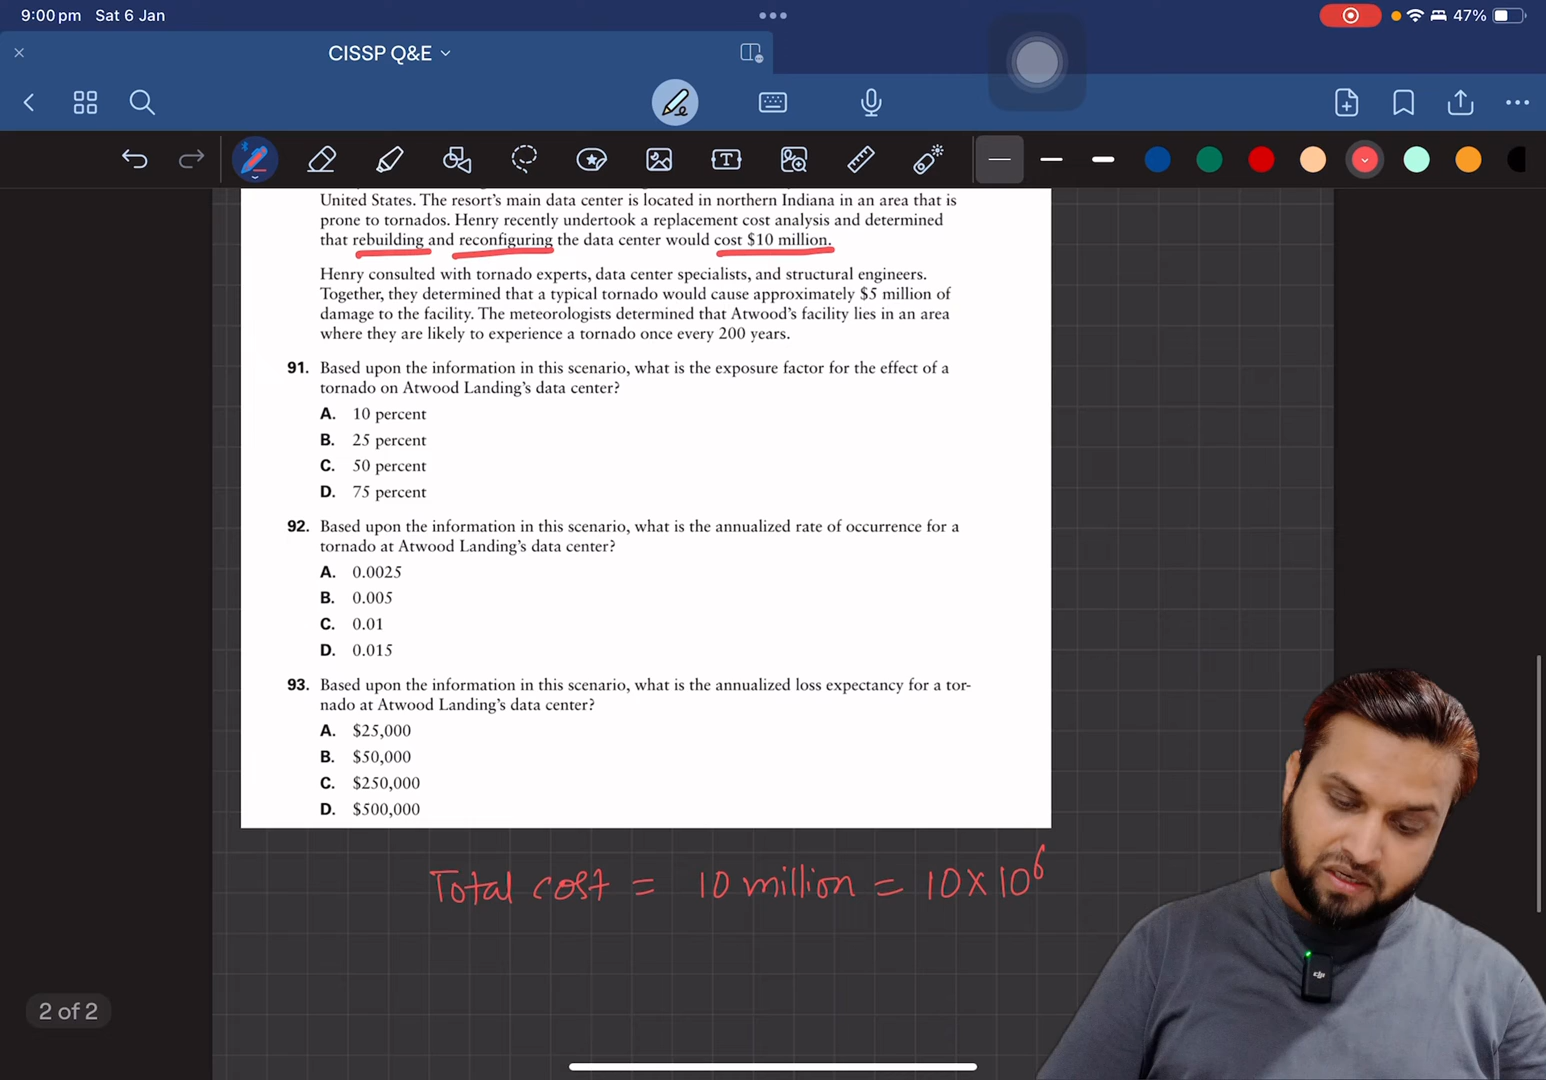 9:00 pm Sat 6 Jan
47%
CISSP Q&E
United States. The resort's main data center is located in northern Indiana in an area that is
prone to tornados. Henry recently undertook a replacement cost analysis and determined
that rebuilding and reconfiguring the data center would cost $10 million.
Henry consulted with tornado experts, data center specialists, and structural engineers.
Together, they determined that a typical tornado would cause approximately $5 million of
damage to the facility. The meteorologists determined that Atwood's facility lies in an area
where they are likely to experience a tornado once every 200 years.
91. Based upon the information in this scenario, what is the exposure factor for the effect of a
tornado on Atwood Landing's data center?
A. 10 percent
B. 25 percent
C. 50 percent
D. 75 percent
92. Based upon the information in this scenario, what is the annualized rate of occurrence for a
tornado at Atwood Landing's data center?
A. 0.0025
B. 0.005
C. 0.01
D. 0.015
93. Based upon the information in this scenario, what is the annualized loss expectancy for a tor-
nado at Atwood Landing's data center?
A. $25,000
B. $50,000
C. $250,000
D. $500,000
Total cost = 10 million = 10 x 10⁶
2 of 2
dji